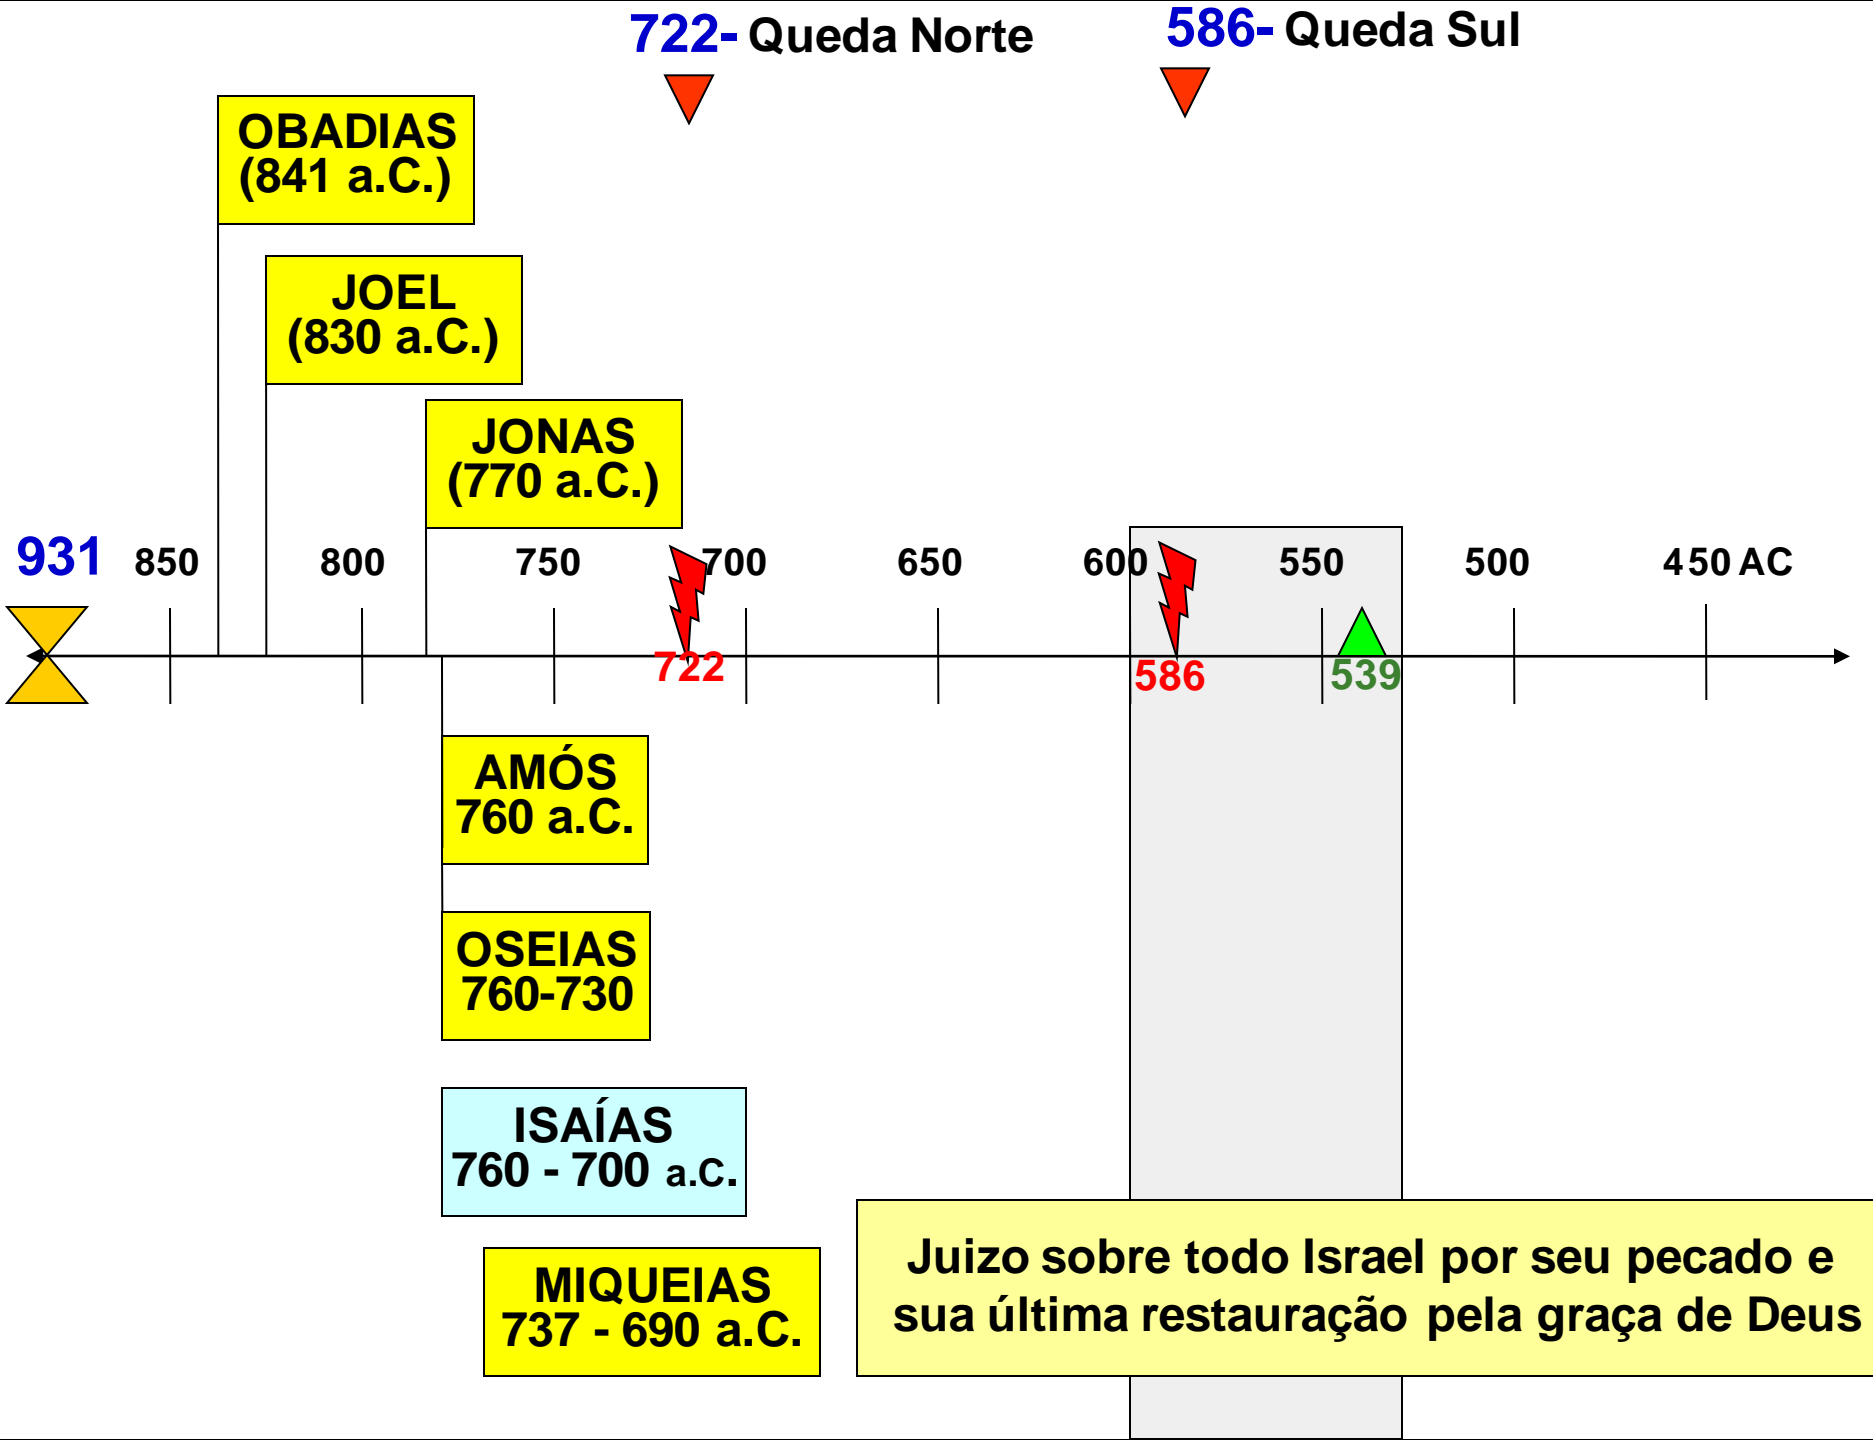 722- Queda Norte
586- Queda Sul
OBADIAS
(841 a.C.)
JOEL
(830 a.C.)
JONAS
(770 a.C.)
931 850 800 750 700 650 600 550 500 450 AC
722 586 539
AMÓS
760 a.C.
OSEIAS
760-730
ISAÍAS
760 - 700 a.C.
MIQUEIAS
737 - 690 a.C.
Juizo sobre todo Israel por seu pecado e
sua última restauração pela graça de Deus